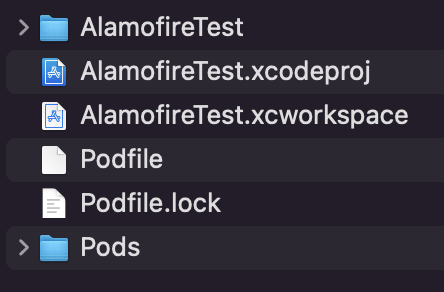 AlamofireTest
AlamofireTest.xcodeproj
AlamofireTest.xcworkspace
Podfile
Podfile.lock
Pods